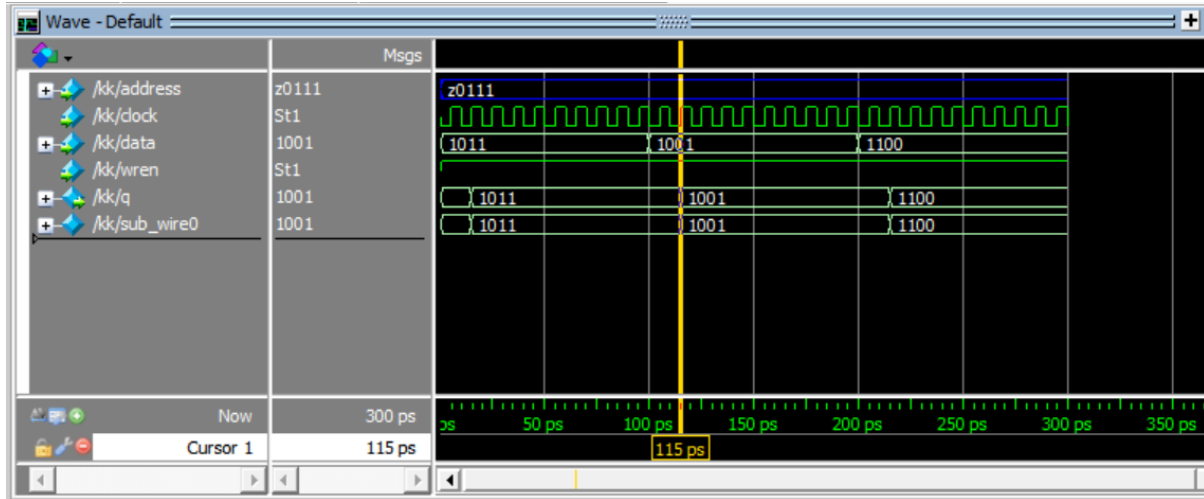 Wave - Default
Msgs
/kk/address z0111 z0111
/kk/clock St1
/kk/data 1001 1011 1001 1100
/kk/wren St1
/kk/q 1001 1011 1001 1100
/kk/sub_wire0 1001 1011 1001 1100
Now 300 ps ps 50 ps 100 ps 150 ps 200 ps 250 ps 300 ps 350 ps
Cursor 1 115 ps 115 ps